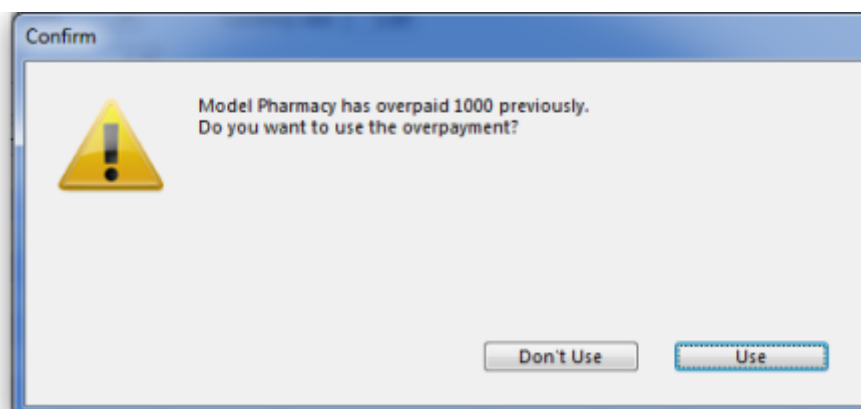 Confirm
Model Pharmacy has overpaid 1000 previously.
Do you want to use the overpayment?
Don't Use
Use